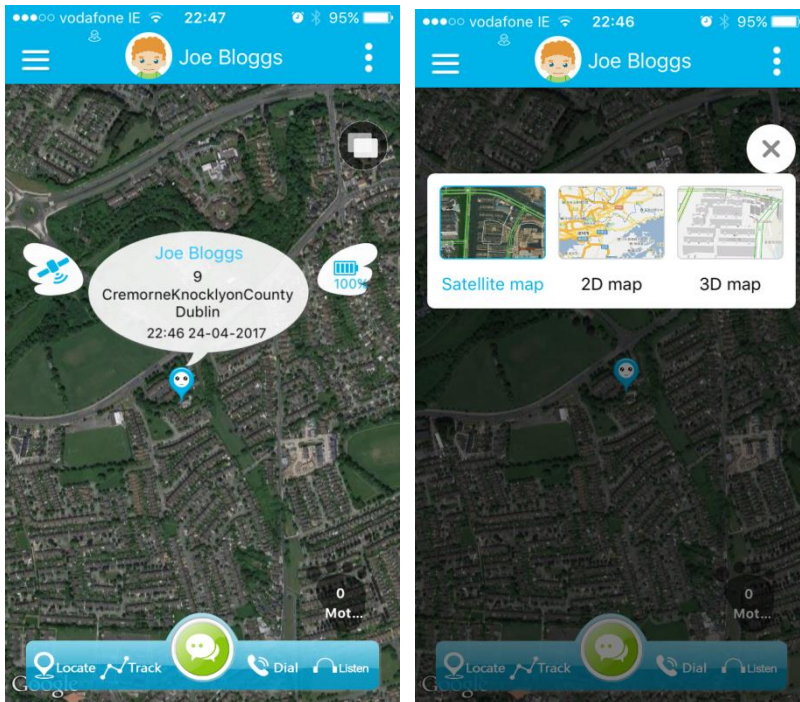 vodafone IE 22:47 95%
Joe Bloggs
Joe Bloggs
9
CremorneKnocklyonCounty
Dublin
22:46 24-04-2017
100%
0
Mot...
Locate Track Dial Listen
Google
vodafone IE 22:46 95%
Joe Bloggs
Satellite map 2D map 3D map
0
Mot...
Locate Track Dial Listen
Google